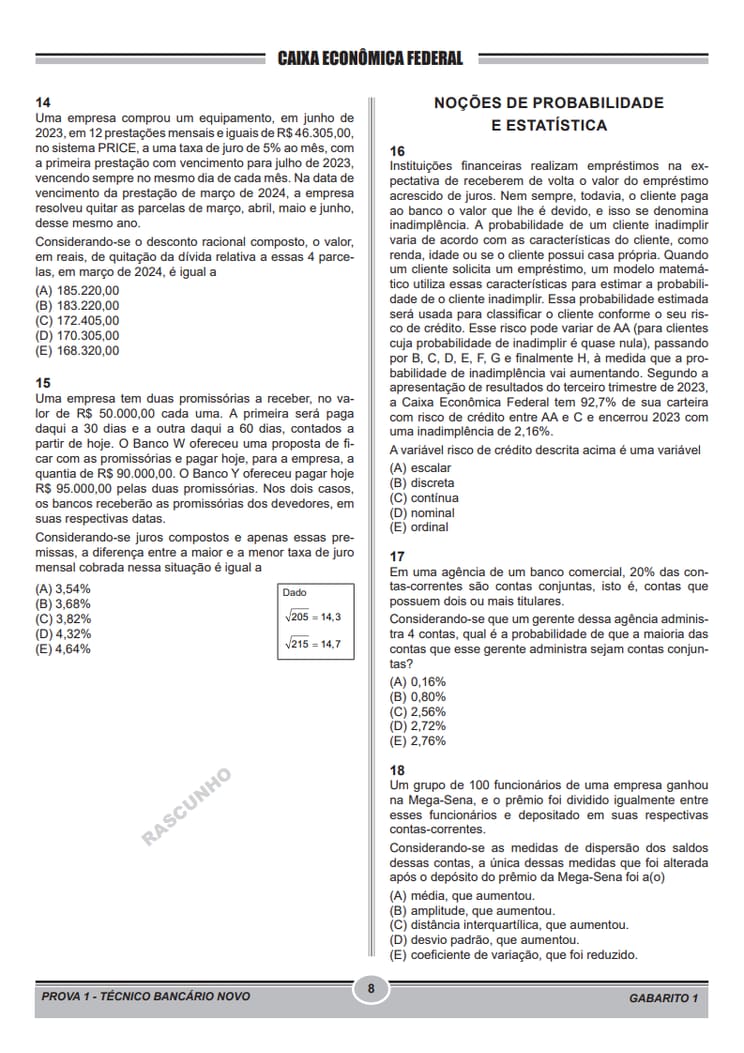 CAIXA ECONÔMICA FEDERAL
14
Uma empresa comprou um equipamento, em junho de
2023, em 12 prestações mensais e iguais de R$ 46.305,00,
no sistema PRICE, a uma taxa de juro de 5% ao mês, com
a primeira prestação com vencimento para julho de 2023,
vencendo sempre no mesmo dia de cada mês. Na data de
vencimento da prestação de março de 2024, a empresa
resolveu quitar as parcelas de março, abril, maio e junho,
desse mesmo ano.
Considerando-se o desconto racional composto, o valor,
em reais, de quitação da dívida relativa a essas 4 parce-
las, em março de 2024, é igual a
(A) 185.220,00
(B) 183.220,00
(C) 172.405,00
(D) 170.305,00
(E) 168.320,00
15
Uma empresa tem duas promissórias a receber, no va-
lor de R$ 50.000,00 cada uma. A primeira será paga
daqui a 30 dias e a outra daqui a 60 dias, contados a
partir de hoje. O Banco W ofereceu uma proposta de fi-
car com as promissórias e pagar hoje, para a empresa, a
quantia de R$ 90.000,00. O Banco Y ofereceu pagar hoje
R$ 95.000,00 pelas duas promissórias. Nos dois casos,
os bancos receberão as promissórias dos devedores, em
suas respectivas datas.
Considerando-se juros compostos e apenas essas pre-
missas, a diferença entre a maior e a menor taxa de juro
mensal cobrada nessa situação é igual a
(A) 3,54%
(B) 3,68%
(C) 3,82%
(D) 4,32%
(E) 4,64%
Dado
√205 = 14,3
√215 = 14,7
RASCUNHO
NOÇÕES DE PROBABILIDADE
E ESTATÍSTICA
16
Instituições financeiras realizam empréstimos na ex-
pectativa de receberem de volta o valor do empréstimo
acrescido de juros. Nem sempre, todavia, o cliente paga
ao banco o valor que lhe é devido, e isso se denomina
inadimplência. A probabilidade de um cliente inadimplir
varia de acordo com as características do cliente, como
renda, idade ou se o cliente possui casa própria. Quando
um cliente solicita um empréstimo, um modelo matemá-
tico utiliza essas características para estimar a probabili-
dade de o cliente inadimplir. Essa probabilidade estimada
será usada para classificar o cliente conforme o seu ris-
co de crédito. Esse risco pode variar de AA (para clientes
cuja probabilidade de inadimplir é quase nula), passando
por B, C, D, E, F, G e finalmente H, à medida que a pro-
babilidade de inadimplência vai aumentando. Segundo a
apresentação de resultados do terceiro trimestre de 2023,
a Caixa Econômica Federal tem 92,7% de sua carteira
com risco de crédito entre AA e C e encerrou 2023 com
uma inadimplência de 2,16%.
A variável risco de crédito descrita acima é uma variável
(A) escalar
(B) discreta
(C) contínua
(D) nominal
(E) ordinal
17
Em uma agência de um banco comercial, 20% das con-
tas-correntes são contas conjuntas, isto é, contas que
possuem dois ou mais titulares.
Considerando-se que um gerente dessa agência adminis-
tra 4 contas, qual é a probabilidade de que a maioria das
contas que esse gerente administra sejam contas conjun-
tas?
(A) 0,16%
(B) 0,80%
(C) 2,56%
(D) 2,72%
(E) 2,76%
18
Um grupo de 100 funcionários de uma empresa ganhou
na Mega-Sena, e o prêmio foi dividido igualmente entre
esses funcionários e depositado em suas respectivas
contas-correntes.
Considerando-se as medidas de dispersão dos saldos
dessas contas, a única dessas medidas que foi alterada
após o depósito do prêmio da Mega-Sena foi a(o)
(A) média, que aumentou.
(B) amplitude, que aumentou.
(C) distância interquartílica, que aumentou.
(D) desvio padrão, que aumentou.
(E) coeficiente de variação, que foi reduzido.
PROVA 1 - TÉCNICO BANCÁRIO NOVO
8
GABARITO 1